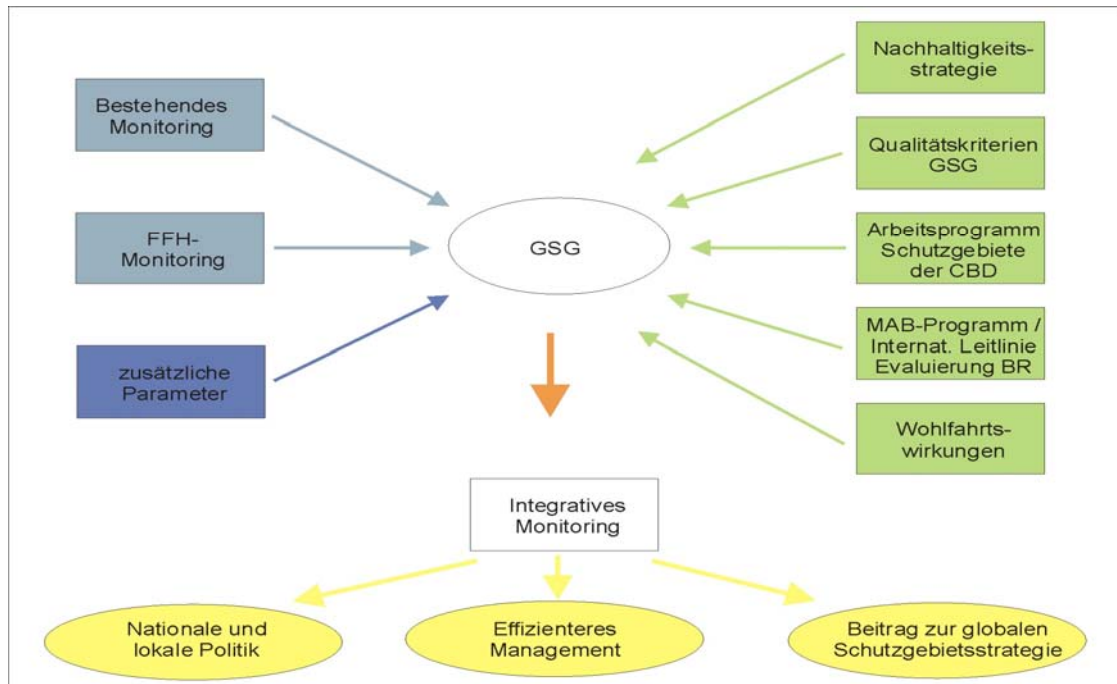 Bestehendes
Monitoring
FFH-
Monitoring
zusätzliche
Parameter
GSG
Nachhaltigkeits-
strategie
Qualitätskriterien
GSG
Arbeitsprogramm
Schutzgebiete
der CBD
MAB-Programm /
Internat. Leitlinie
Evaluierung BR
Wohlfahrts-
wirkungen
Integratives
Monitoring
Nationale und
lokale Politik
Effizienteres
Management
Beitrag zur globalen
Schutzgebietsstrategie